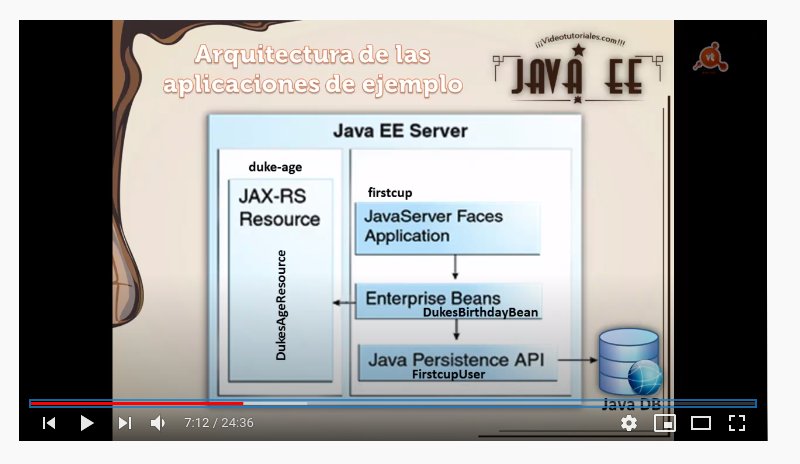 Arquitectura de las
aplicaciones de ejemplo
¡¡¡Videotutoriales.com!!!
JAVA EE
vt
Java EE Server
duke-age
JAX-RS
Resource
DukesAgeResource
firstcup
JavaServer Faces
Application
Enterprise Beans
DukesBirthdayBean
Java Persistence API
FirstcupUser
Java DB
7:12 / 24:36